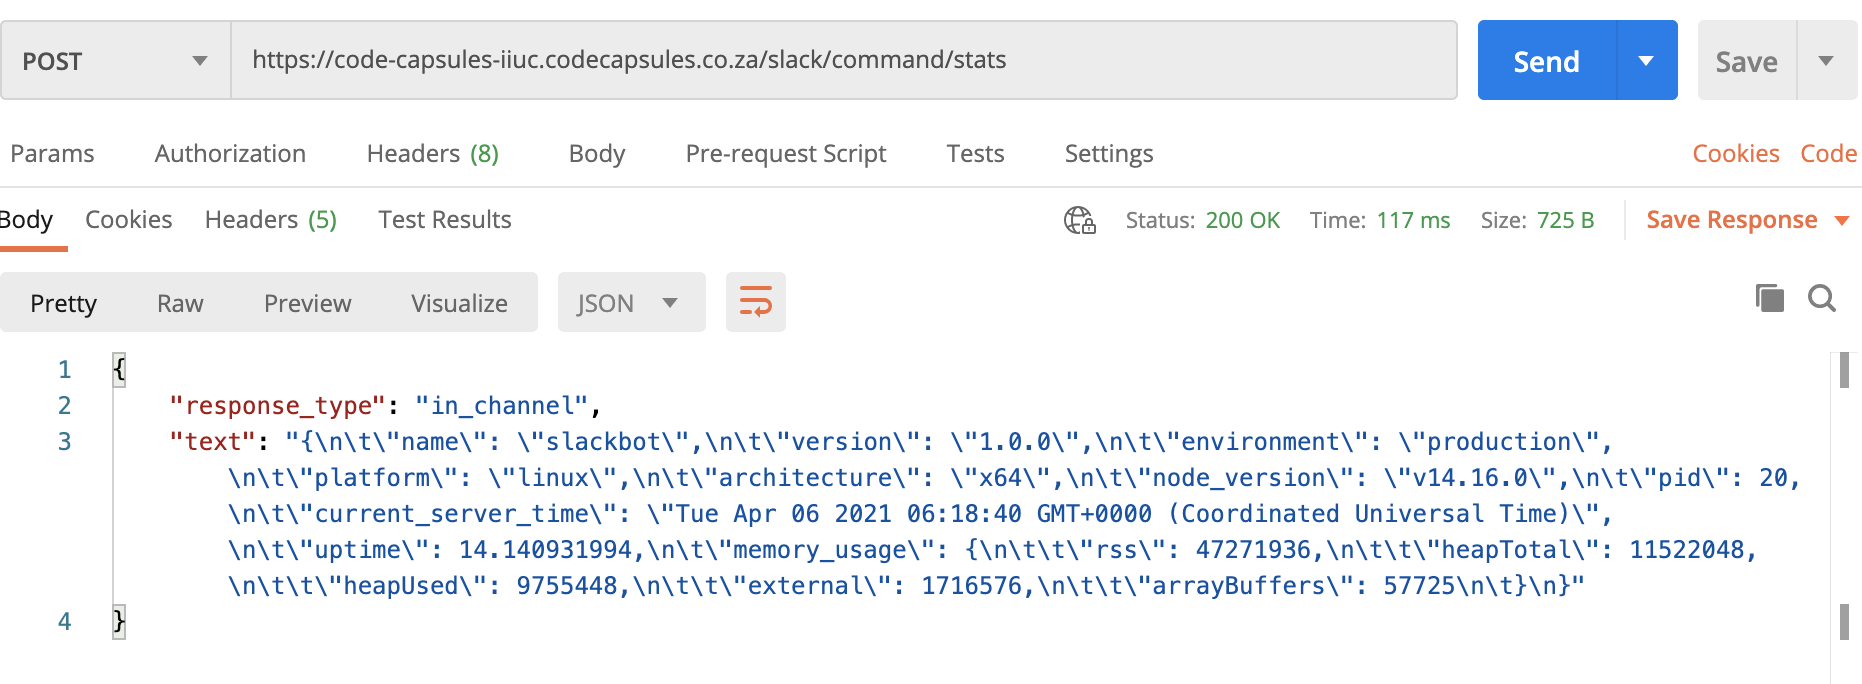 POST https://code-capsules-iiuc.codecapsules.co.za/slack/command/stats Send Save
Params Authorization Headers (8) Body Pre-request Script Tests Settings Cookies Code
Body Cookies Headers (5) Test Results Status: 200 OK Time: 117 ms Size: 725 B Save Response
Pretty Raw Preview Visualize JSON
1 {
2 "response_type": "in_channel",
3 "text": "{\n\t\"name\": \"slackbot\",\n\t\"version\": \"1.0.0\",\n\t\"environment\": \"production\",
\n\t\"platform\": \"linux\",\n\t\"architecture\": \"x64\",\n\t\"node_version\": \"v14.16.0\",\n\t\"pid\": 20,
\n\t\"current_server_time\": \"Tue Apr 06 2021 06:18:40 GMT+0000 (Coordinated Universal Time)\",
\n\t\"uptime\": 14.140931994,\n\t\"memory_usage\": {\n\t\t\"rss\": 47271936,\n\t\t\"heapTotal\": 11522048,
\n\t\t\"heapUsed\": 9755448,\n\t\t\"external\": 1716576,\n\t\t\"arrayBuffers\": 57725\n\t}\n}"
4 }